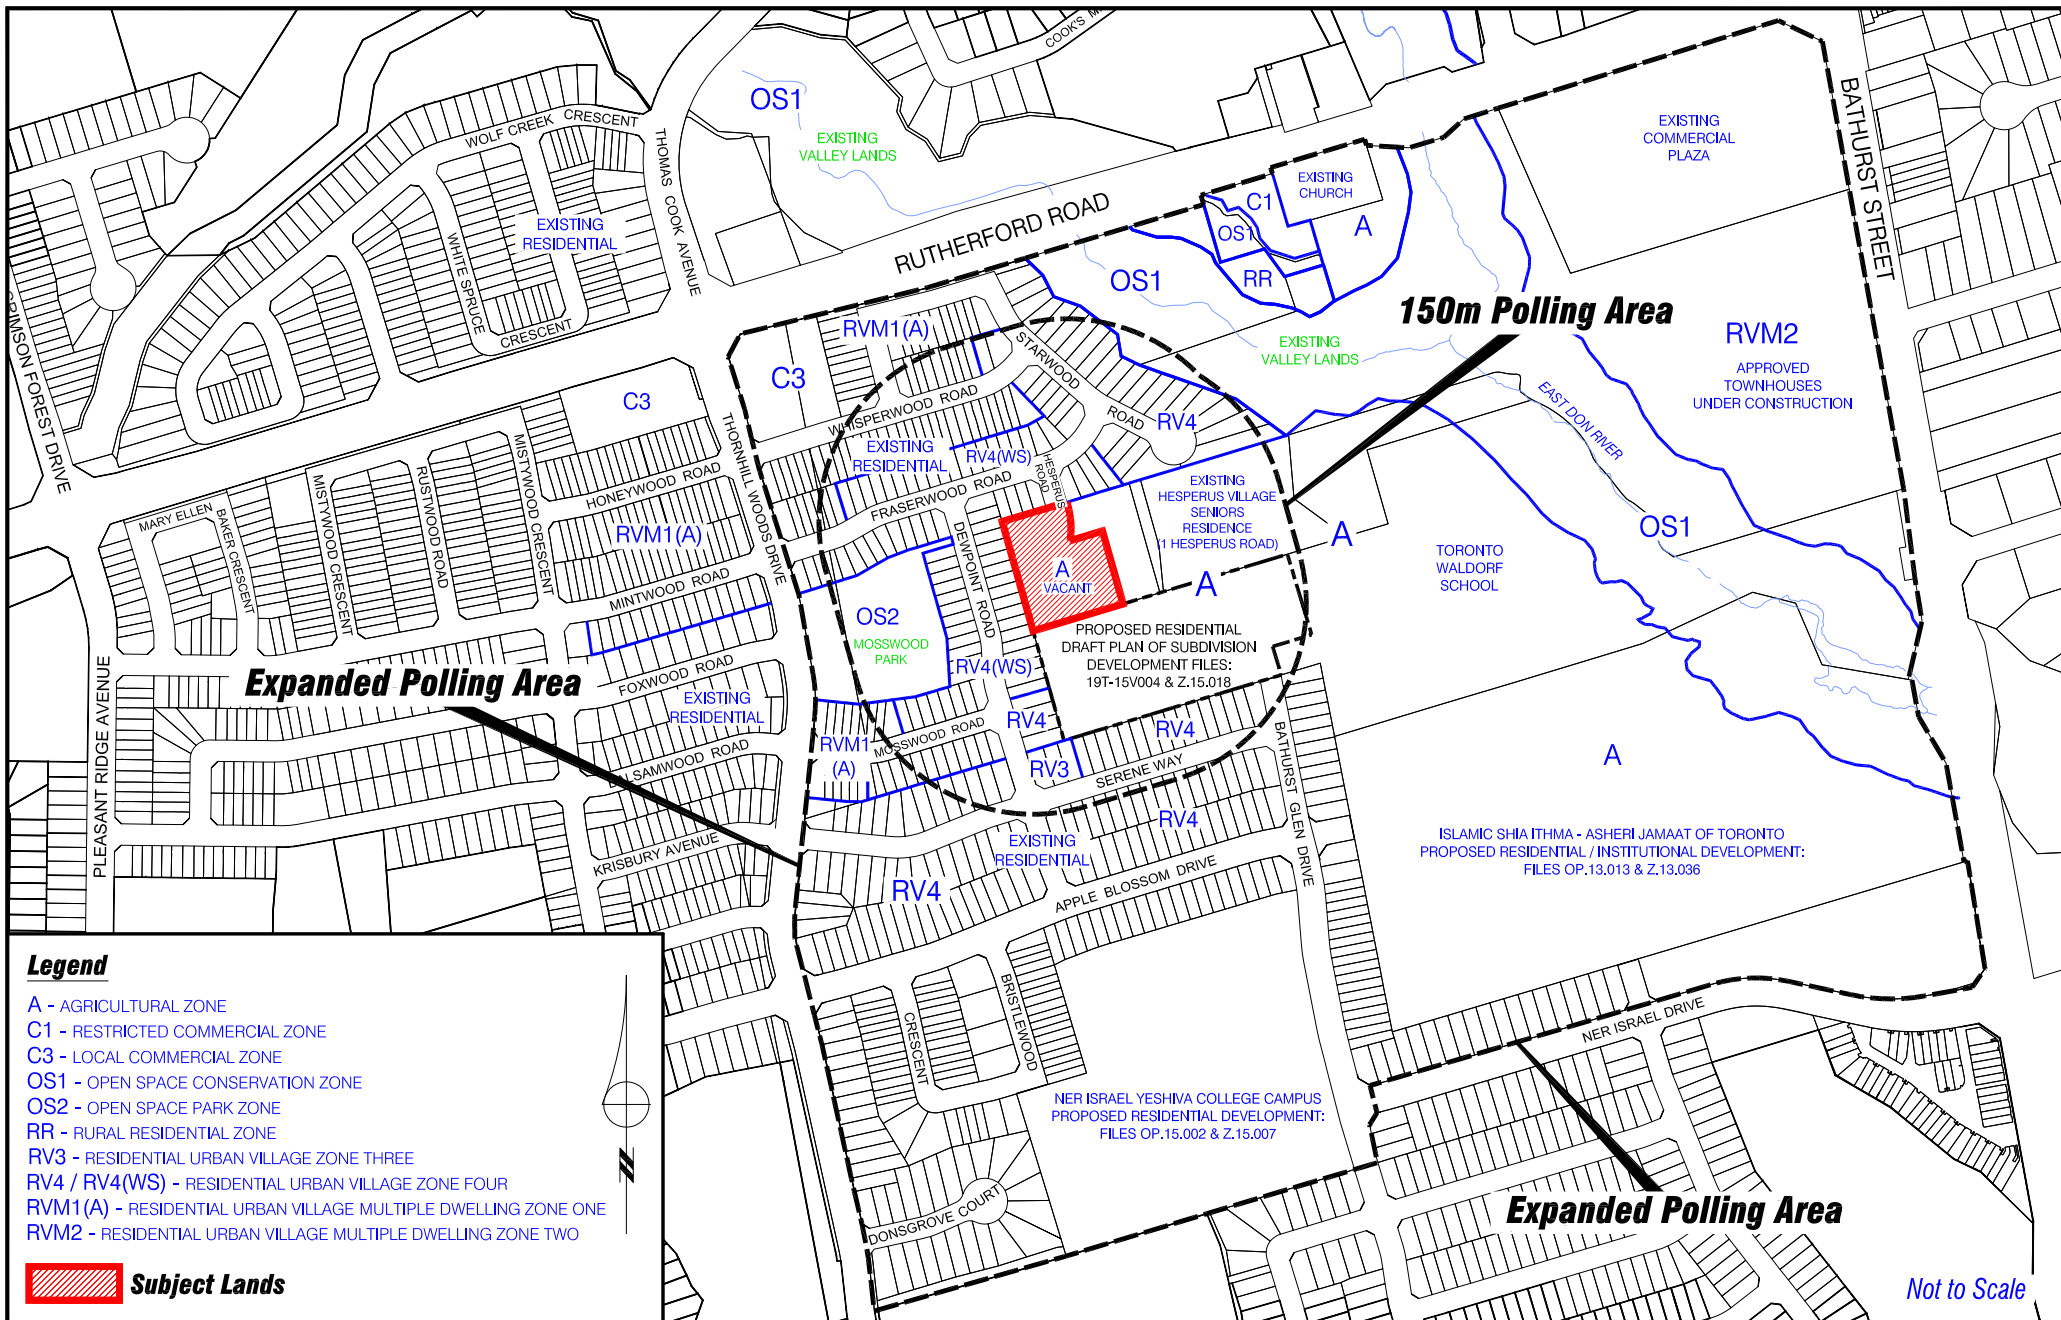 COOK'S M
OS1
EXISTING
VALLEY LANDS
WOLF CREEK CRESCENT
THOMAS COOK AVENUE
BATHURST STREET
EXISTING
COMMERCIAL
PLAZA
EXISTING
CHURCH
C1
A
OS1
RR
RUTHERFORD ROAD
EXISTING
RESIDENTIAL
WHITE SPRUCE
CRESCENT
OS1
150m Polling Area
RVM2
APPROVED
TOWNHOUSES
UNDER CONSTRUCTION
EXISTING
VALLEY LANDS
EAST DON RIVER
RVM1(A)
STARWOOD
ROAD
C3
C3
WHISPERWOOD ROAD
RV4
RIMSON FOREST DRIVE
THORNHILL WOODS DRIVE
EXISTING
RESIDENTIAL
RV4(WS)
HESPERUS
ROAD
HESPERUS
MISTYWOOD CRESCENT
RUSTWOOD ROAD
MISTYWOOD CRESCENT
HONEYWOOD ROAD
FRASERWOOD ROAD
EXISTING
HESPERUS VILLAGE
SENIORS
RESIDENCE
(1 HESPERUS ROAD)
MARY ELLEN
BAKER CRESCENT
RVM1(A)
DEWPOINT ROAD
A
OS1
TORONTO
WALDORF
SCHOOL
A
VACANT
A
MINTWOOD ROAD
OS2
MOSSWOOD
PARK
PROPOSED RESIDENTIAL
DRAFT PLAN OF SUBDIVISION
DEVELOPMENT FILES:
19T-15V004 & Z.15.018
RV4(WS)
Expanded Polling Area
FOXWOOD ROAD
EXISTING
RESIDENTIAL
PLEASANT RIDGE AVENUE
RVM1
(A)
MOSSWOOD ROAD
RV4
RV4
RV3
SERENE WAY
BATHURST GLEN DRIVE
A
BALSAMWOOD ROAD
RV4
ISLAMIC SHIA ITHMA - ASHERI JAMAAT OF TORONTO
PROPOSED RESIDENTIAL / INSTITUTIONAL DEVELOPMENT:
FILES OP.13.013 & Z.13.036
EXISTING
RESIDENTIAL
KRISBURY AVENUE
RV4
APPLE BLOSSOM DRIVE
BRISTLEWOOD
CRESCENT
NER ISRAEL DRIVE
NER ISRAEL YESHIVA COLLEGE CAMPUS
PROPOSED RESIDENTIAL DEVELOPMENT:
FILES OP.15.002 & Z.15.007
DONSGROVE COURT
Expanded Polling Area
Legend
A - AGRICULTURAL ZONE
C1 - RESTRICTED COMMERCIAL ZONE
C3 - LOCAL COMMERCIAL ZONE
OS1 - OPEN SPACE CONSERVATION ZONE
OS2 - OPEN SPACE PARK ZONE
RR - RURAL RESIDENTIAL ZONE
RV3 - RESIDENTIAL URBAN VILLAGE ZONE THREE
RV4 / RV4(WS) - RESIDENTIAL URBAN VILLAGE ZONE FOUR
RVM1(A) - RESIDENTIAL URBAN VILLAGE MULTIPLE DWELLING ZONE ONE
RVM2 - RESIDENTIAL URBAN VILLAGE MULTIPLE DWELLING ZONE TWO
N
Subject Lands
Not to Scale